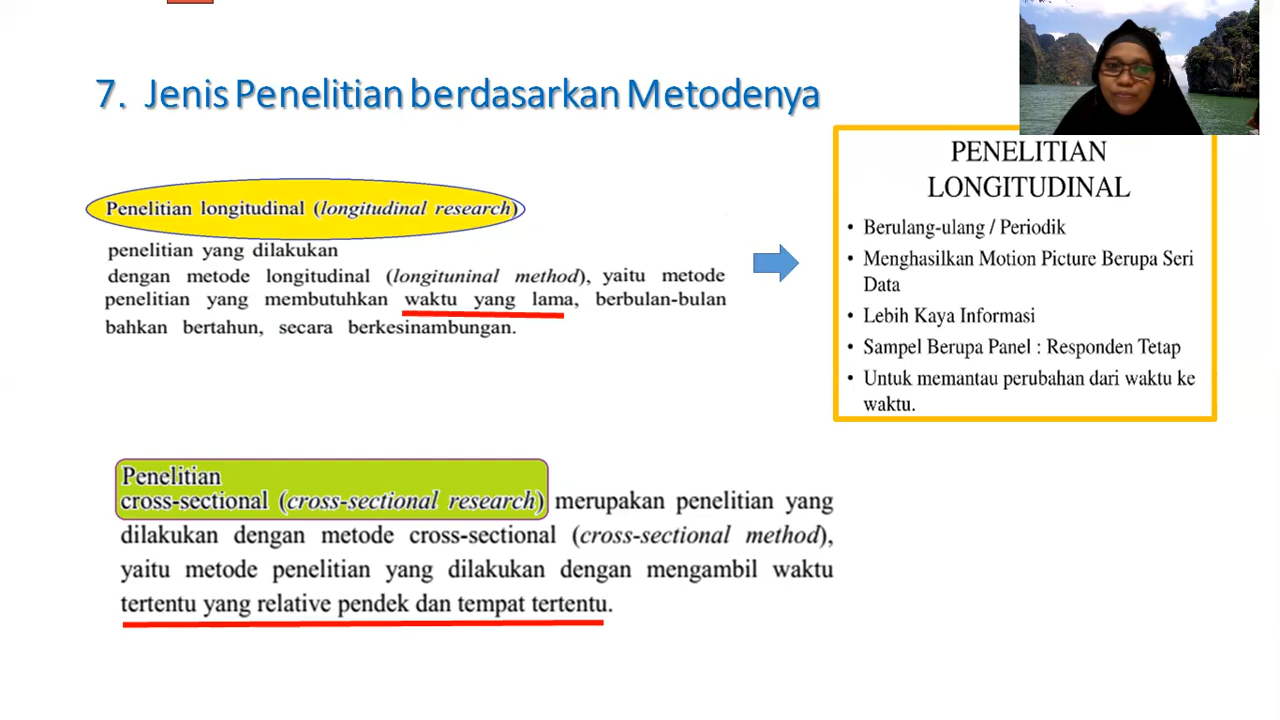 7. Jenis Penelitian berdasarkan Metodenya
Penelitian longitudinal (longitudinal research)
penelitian yang dilakukan
dengan metode longitudinal (longituninal method), yaitu metode
penelitian yang membutuhkan waktu yang lama, berbulan-bulan
bahkan bertahun, secara berkesinambungan.
PENELITIAN
LONGITUDINAL
• Berulang-ulang / Periodik
• Menghasilkan Motion Picture Berupa Seri
Data
• Lebih Kaya Informasi
• Sampel Berupa Panel : Responden Tetap
• Untuk memantau perubahan dari waktu ke
waktu.
Penelitian
cross-sectional (cross-sectional research) merupakan penelitian yang
dilakukan dengan metode cross-sectional (cross-sectional method),
yaitu metode penelitian yang dilakukan dengan mengambil waktu
tertentu yang relative pendek dan tempat tertentu.